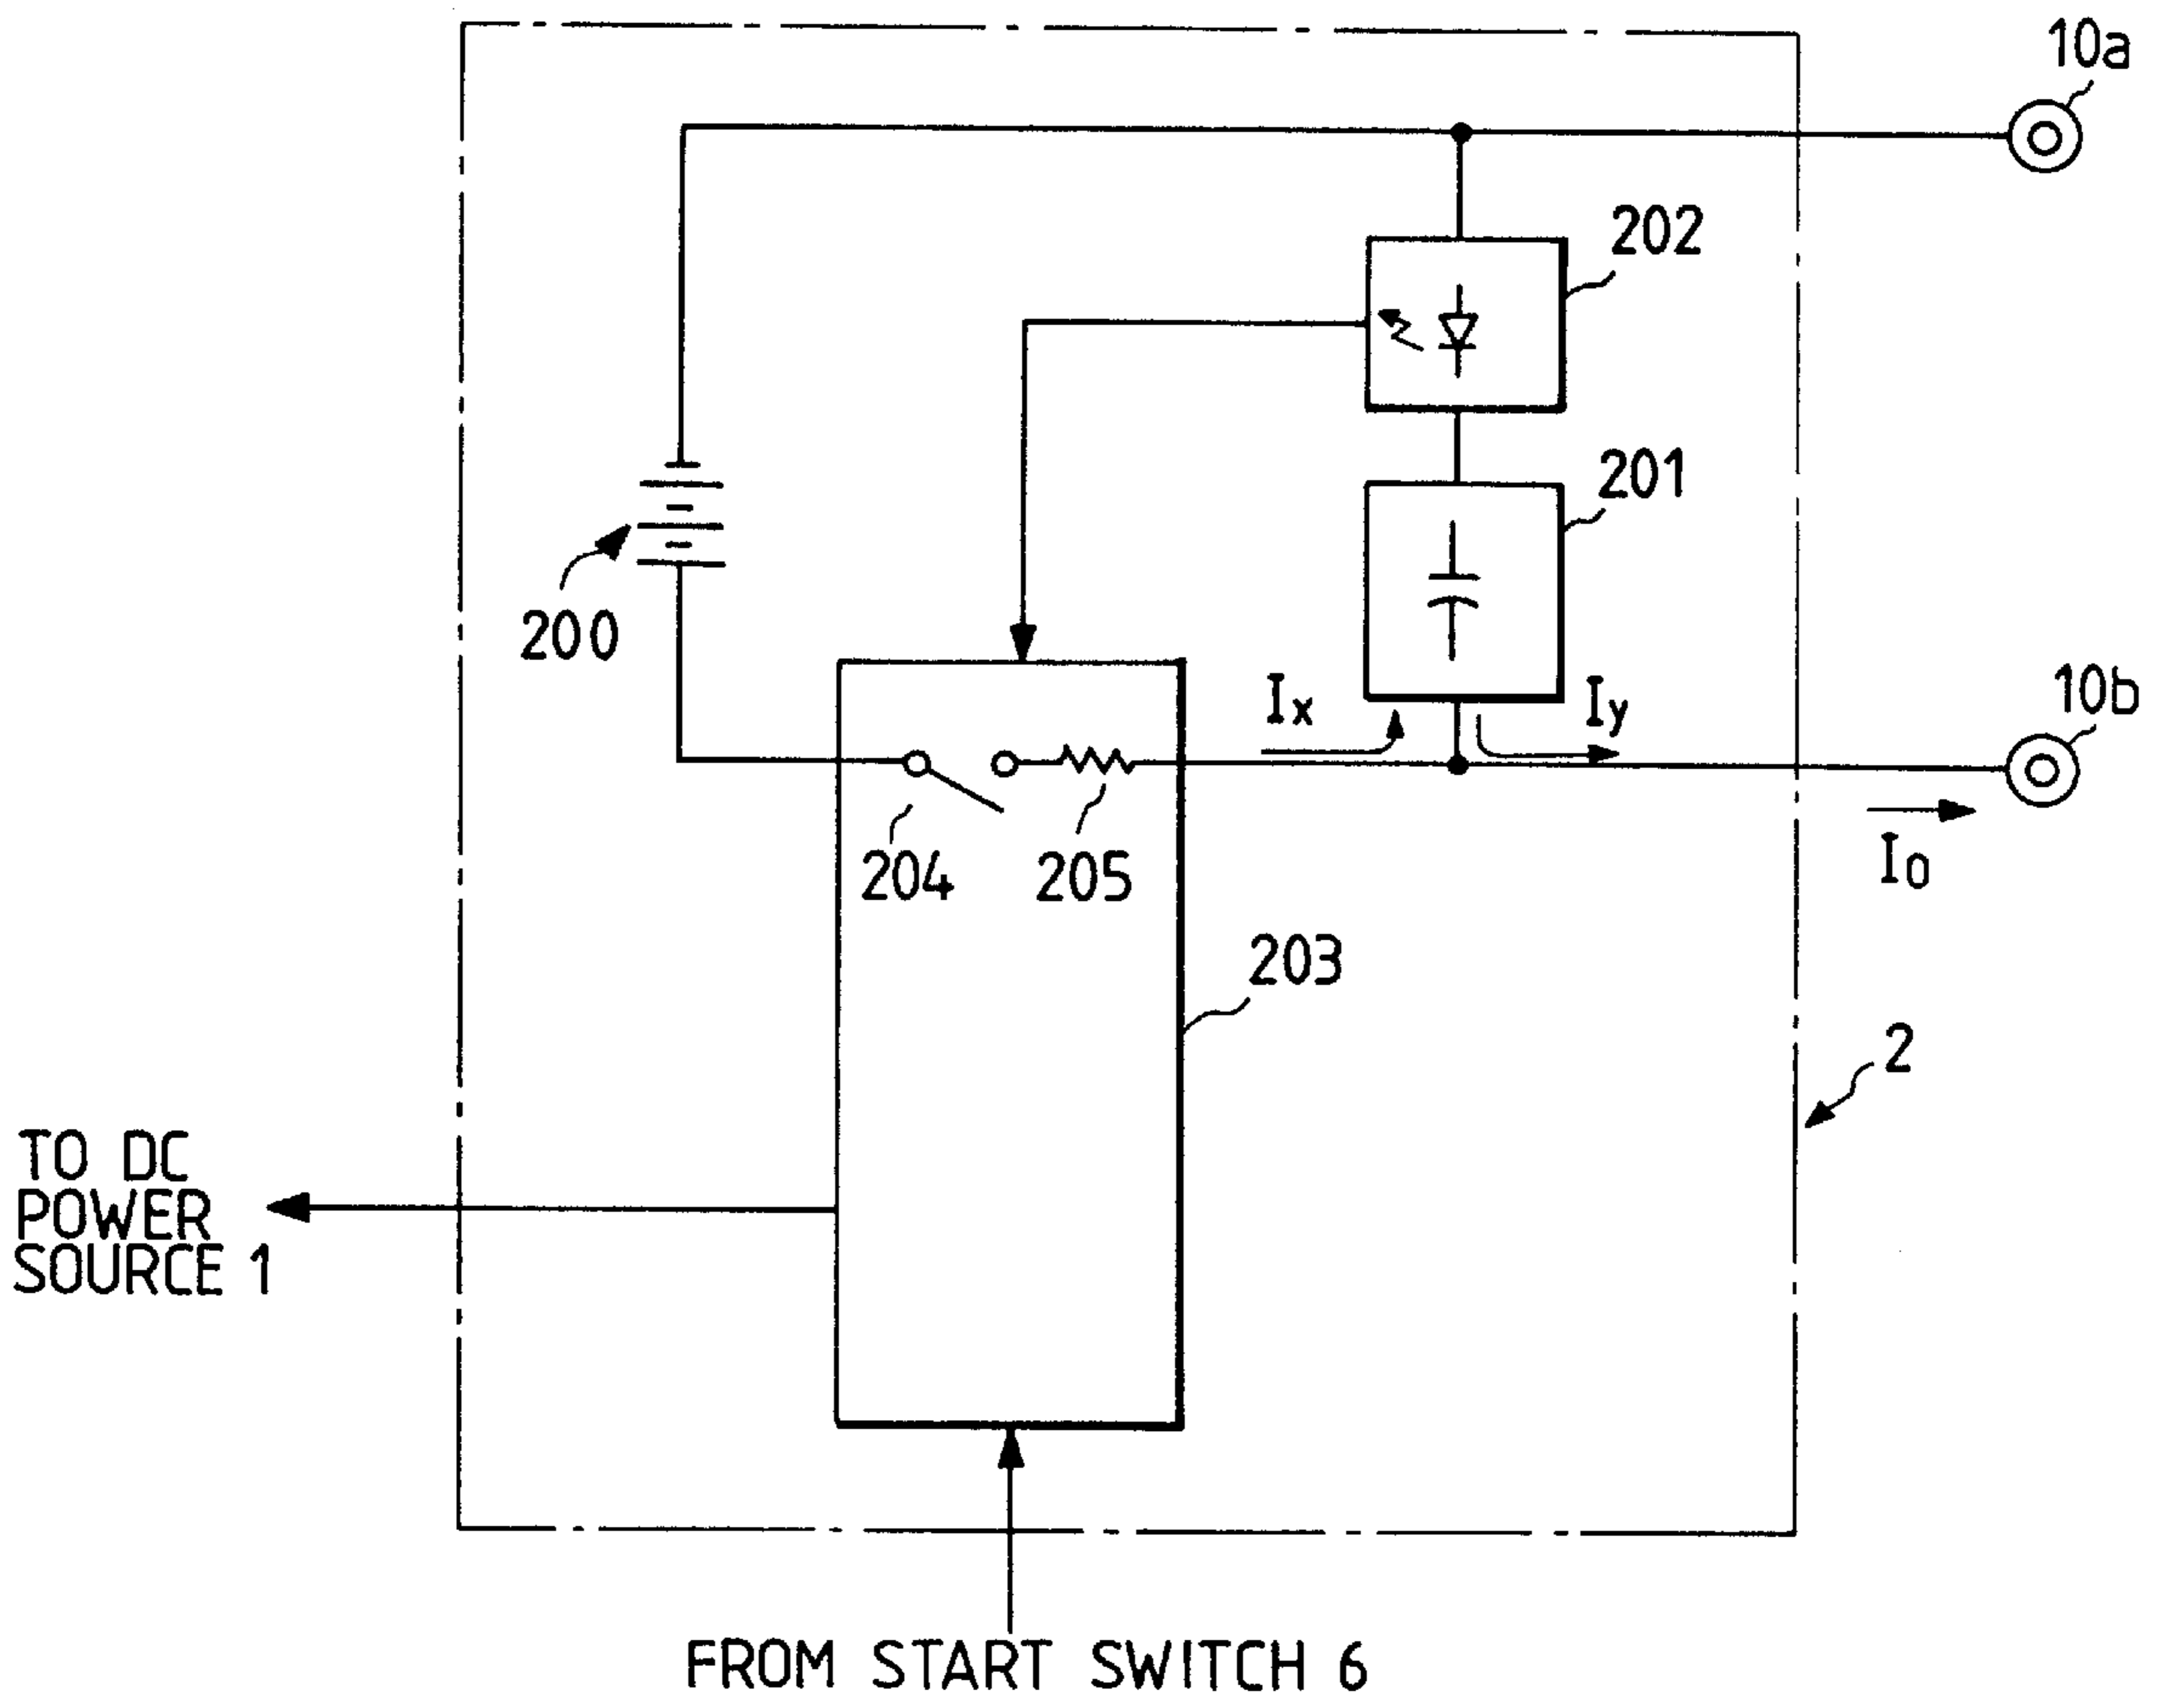 10a
202
201
200
Ix
Iy
10b
204
205
I0
203
2
TO DC
POWER
SOURCE 1
FROM START SWITCH 6